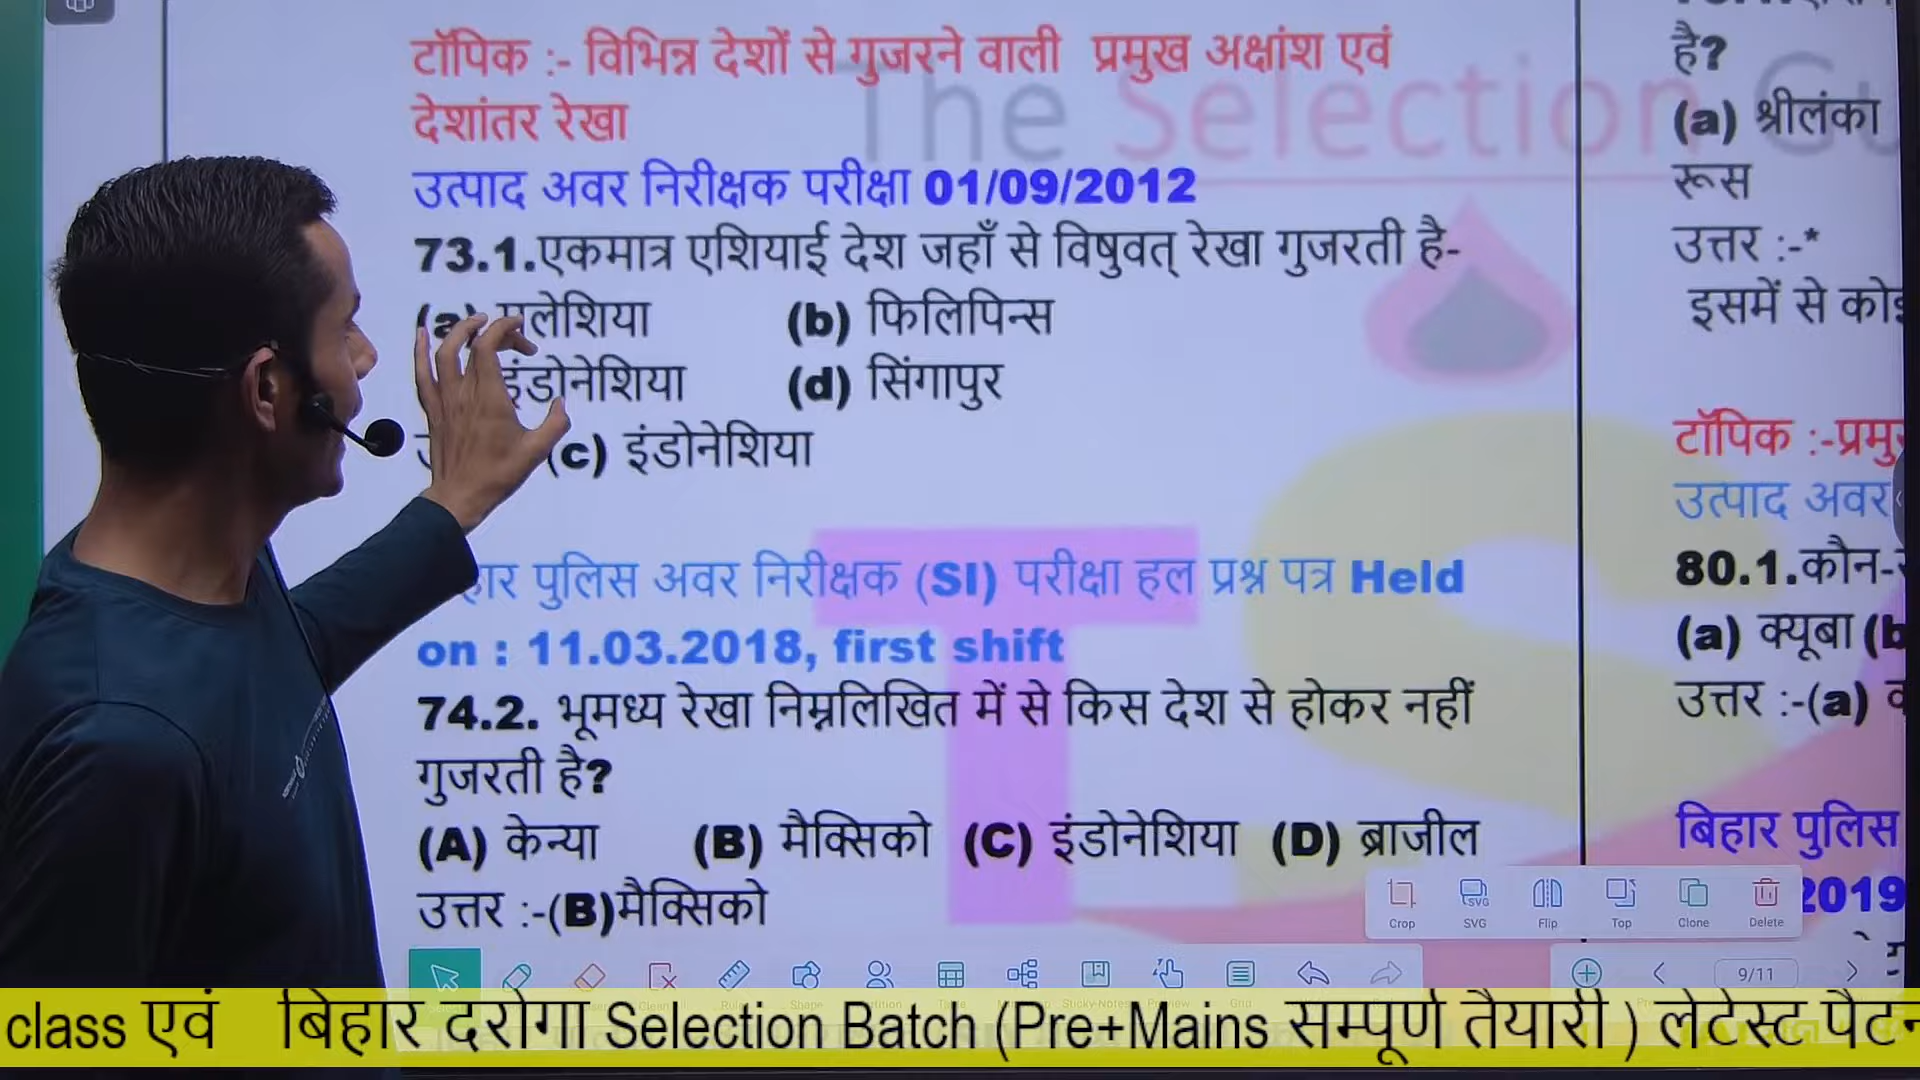 टॉपिक :- विभिन्न देशों से गुजरने वाली प्रमुख अक्षांश एवं
देशांतर रेखा
उत्पाद अवर निरीक्षक परीक्षा 01/09/2012
73.1.एकमात्र एशियाई देश जहाँ से विषुवत् रेखा गुजरती है-
(a) मलेशिया (b) फिलिपिन्स
इंडोनेशिया (d) सिंगापुर
(c) इंडोनेशिया
पुलिस अवर निरीक्षक (SI) परीक्षा हल प्रश्न पत्र Held
on : 11.03.2018, first shift
74.2. भूमध्य रेखा निम्नलिखित में से किस देश से होकर नहीं
गुजरती है?
(A) केन्या (B) मैक्सिको (C) इंडोनेशिया (D) ब्राजील
उत्तर :-(B)मैक्सिको
The Selection
है?
(a) श्रीलंका
रूस
उत्तर :-*
इसमें से
टॉपिक :-
उत्पाद अवर
80.1.कौन-
(a) क्यूबा (b
उत्तर :-(a)
बिहार पुलिस
2019
Crop SVG Flip Top Clone Delete
9/11
class एवं बिहार दरोगा Selection Batch (Pre+Mains सम्पूर्ण तैयारी ) लेटेस्ट